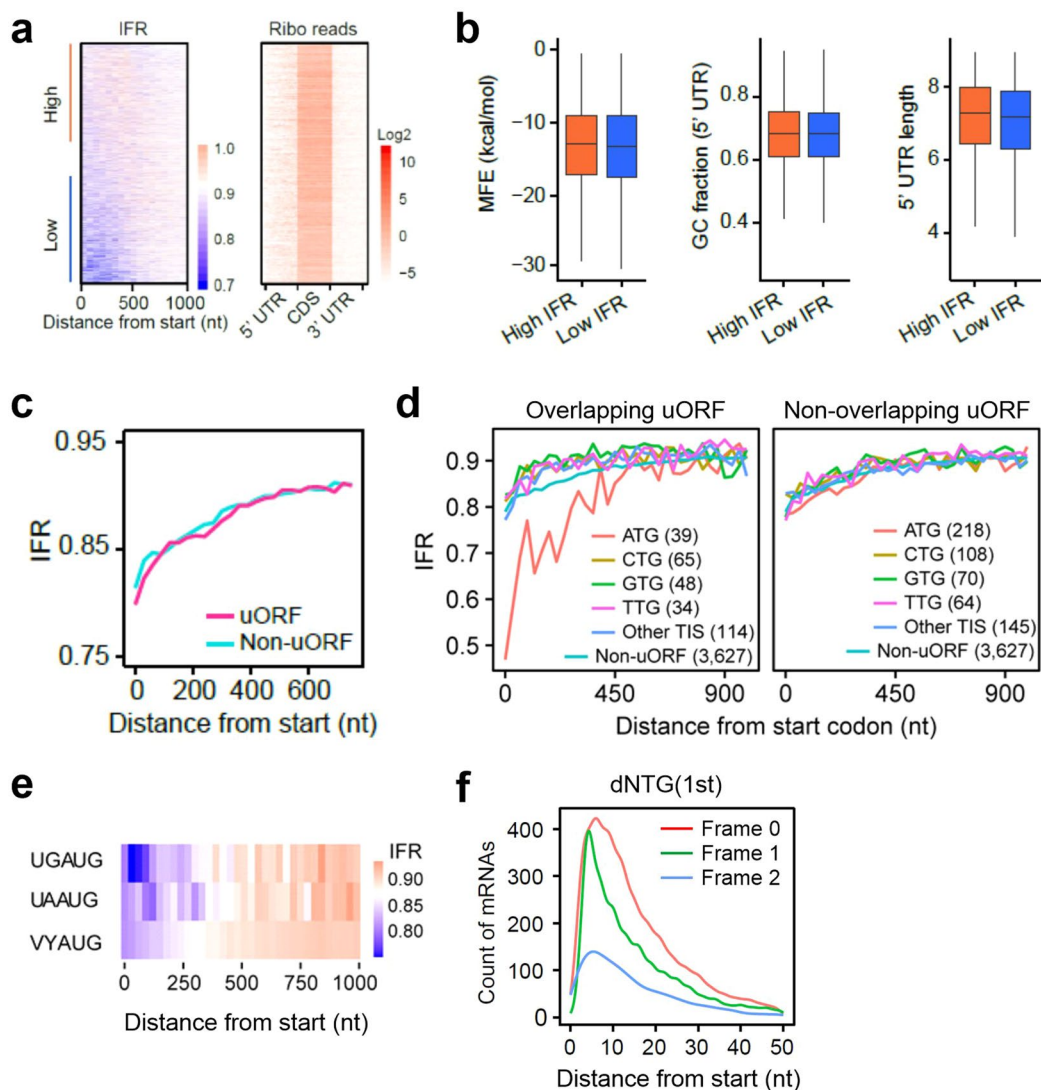 a
IFR
Ribo reads
High
Low
1.0
0.9
0.8
0.7
Log2
10
5
0
−5
0 500 1000
Distance from start (nt)
5' UTR
CDS
3' UTR
b
MFE (kcal/mol)
0
−10
−20
−30
High IFR
Low IFR
GC fraction (5' UTR)
0.8
0.6
0.4
High IFR
Low IFR
5' UTR length
8
6
4
High IFR
Low IFR
c
IFR
0.95
0.85
0.75
uORF
Non-uORF
0 200 400 600
Distance from start (nt)
d
Overlapping uORF
Non-overlapping uORF
IFR
0.9
0.8
0.7
0.6
0.5
ATG (39)
CTG (65)
GTG (48)
TTG (34)
Other TIS (114)
Non-uORF (3,627)
ATG (218)
CTG (108)
GTG (70)
TTG (64)
Other TIS (145)
Non-uORF (3,627)
0 450 900
0 450 900
Distance from start codon (nt)
e
UGAUG
UAAUG
VYAUG
IFR
0.90
0.85
0.80
0 250 500 750 1000
Distance from start (nt)
f
dNTG(1st)
Count of mRNAs
400
300
200
100
0
Frame 0
Frame 1
Frame 2
0 10 20 30 40 50
Distance from start (nt)